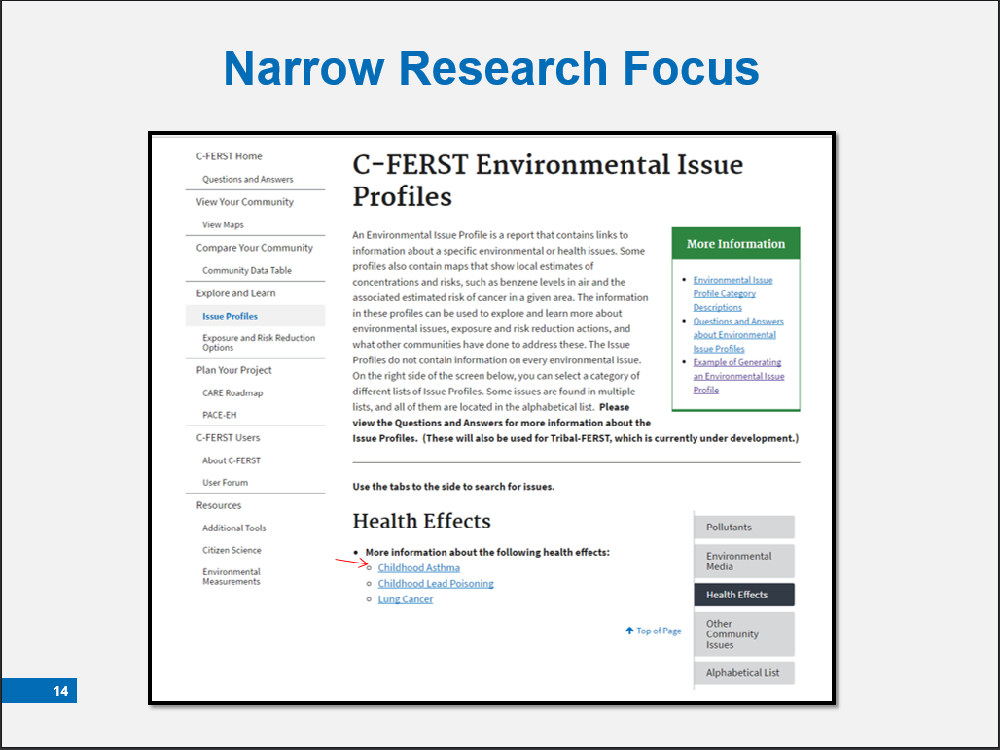 Narrow Research Focus
C-FERST Home
Questions and Answers
View Your Community
View Maps
Compare Your Community
Community Data Table
Explore and Learn
Issue Profiles
Exposure and Risk Reduction
Options
Plan Your Project
CARE Roadmap
PACE-EH
C-FERST Users
About C-FERST
User Forum
Resources
Additional Tools
Citizen Science
Environmental
Measurements
C-FERST Environmental Issue
Profiles
An Environmental Issue Profile is a report that contains links to
information about a specific environmental or health issues. Some
profiles also contain maps that show local estimates of
concentrations and risks, such as benzene levels in air and the
associated estimated risk of cancer in a given area. The information
in these profiles can be used to explore and learn more about
environmental issues, exposure and risk reduction actions, and
what other communities have done to address these. The Issue
Profiles do not contain information on every environmental issue.
On the right side of the screen below, you can select a category of
different lists of Issue Profiles. Some issues are found in multiple
lists, and all of them are located in the alphabetical list. Please
view the Questions and Answers for more information about the
Issue Profiles. (These will also be used for Tribal-FERST, which is currently under development.)
More Information
• Environmental Issue
Profile Category
Descriptions
• Questions and Answers
about Environmental
Issue Profiles
• Example of Generating
an Environmental Issue
Profile
Use the tabs to the side to search for issues.
Health Effects
• More information about the following health effects:
○ Childhood Asthma
○ Childhood Lead Poisoning
○ Lung Cancer
Top of Page
Pollutants
Environmental
Media
Health Effects
Other
Community
Issues
Alphabetical List
14